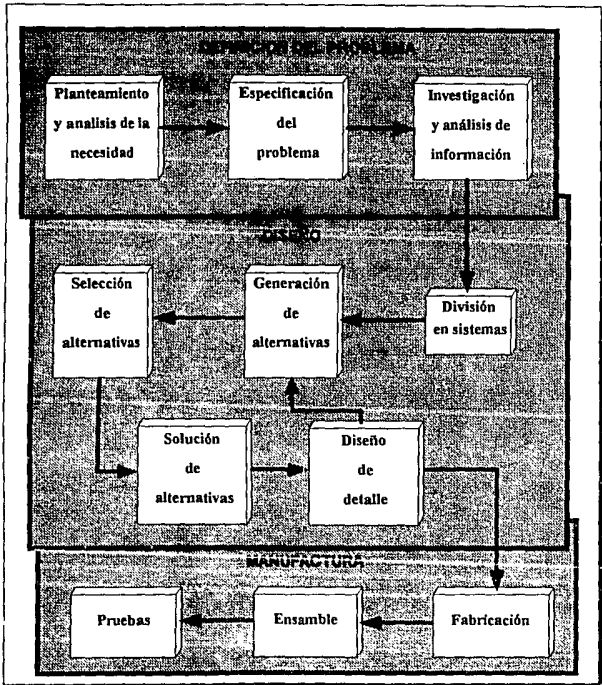 DEFINICION DEL PROBLEMA
Planteamiento
y analisis de la
necesidad
Especificación
del
problema
Investigación
y análisis de
información
DISEÑO
División
en sistemas
Generación
de
alternativas
Selección
de
alternativas
Solución
de
alternativas
Diseño
de
detalle
MANUFACTURA
Fabricación
Ensamble
Pruebas